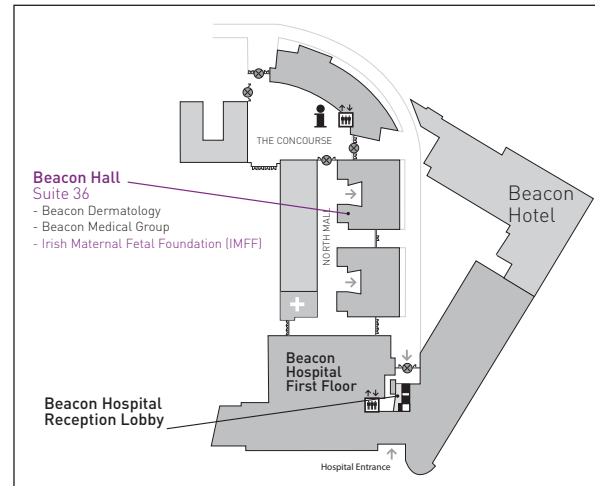 THE CONCOURSE
Beacon Hall
Suite 36
- Beacon Dermatology
- Beacon Medical Group
- Irish Maternal Fetal Foundation (IMFF)
NORTH MALL
Beacon
Hotel
Beacon
Hospital
First Floor
Beacon Hospital
Reception Lobby
Hospital Entrance